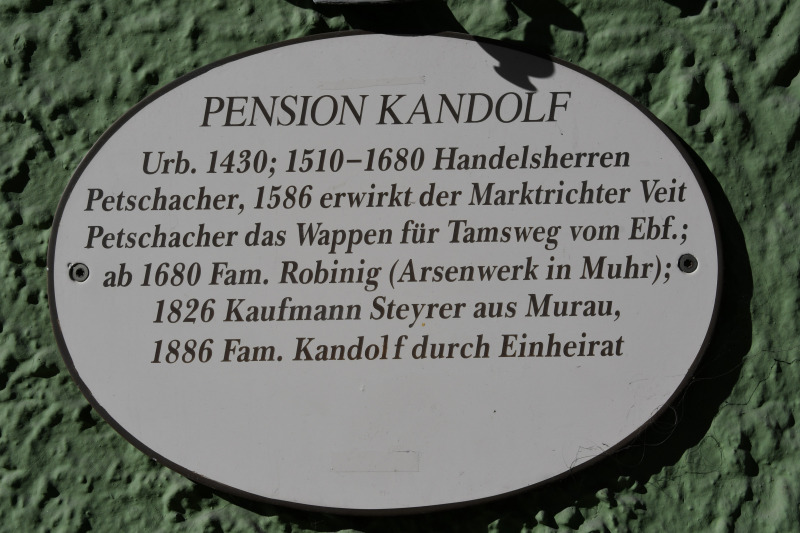 PENSION KANDOLF
Urb. 1430; 1510–1680 Handelsherren
Petschacher, 1586 erwirkt der Marktrichter Veit
Petschacher das Wappen für Tamsweg vom Ebf.;
ab 1680 Fam. Robinig (Arsenwerk in Muhr);
1826 Kaufmann Steyrer aus Murau,
1886 Fam. Kandolf durch Einheirat